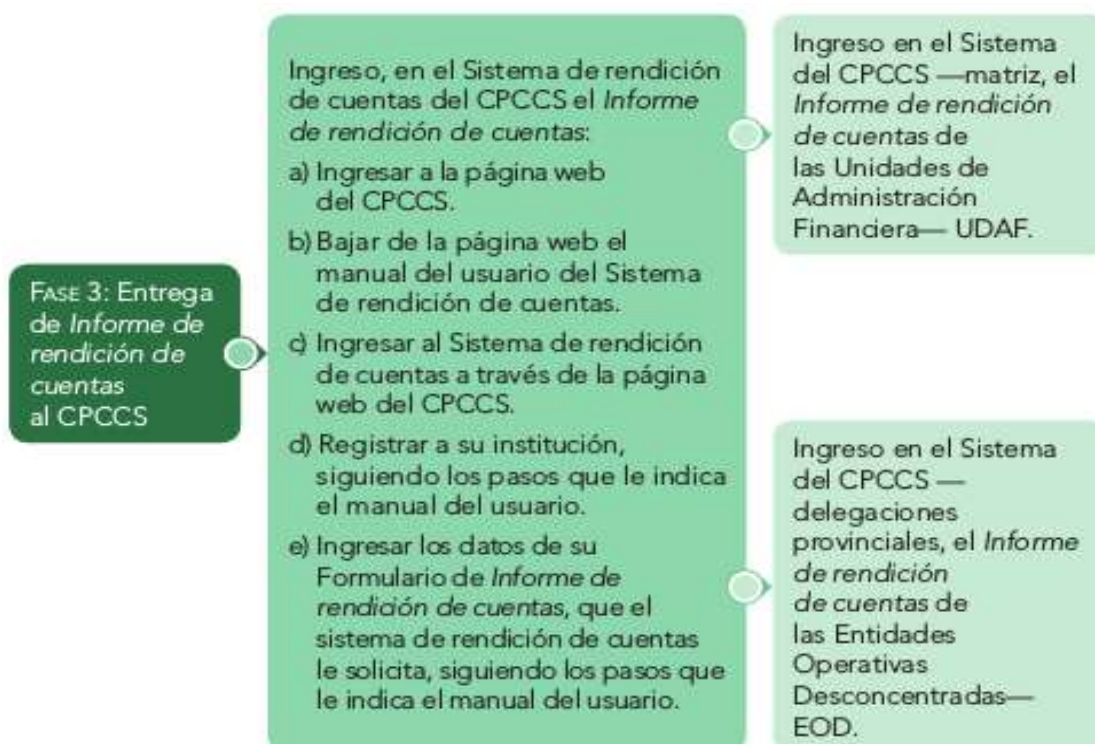 FASE 3: Entrega
de Informe de
rendición de
cuentas
al CPCCS
Ingreso, en el Sistema de rendición
de cuentas del CPCCS el Informe
de rendición de cuentas:
a) Ingresar a la página web
del CPCCS.
b) Bajar de la página web el
manual del usuario del Sistema
de rendición de cuentas.
c) Ingresar al Sistema de rendición
de cuentas a través de la página
web del CPCCS.
d) Registrar a su institución,
siguiendo los pasos que le indica
el manual del usuario.
e) Ingresar los datos de su
Formulario de Informe de
rendición de cuentas, que el
sistema de rendición de cuentas
le solicita, siguiendo los pasos que
le indica el manual del usuario.
Ingreso en el Sistema
del CPCCS —matriz, el
Informe de rendición
de cuentas de
las Unidades de
Administración
Financiera— UDAF.
Ingreso en el Sistema
del CPCCS —
delegaciones
provinciales, el Informe
de rendición
de cuentas de
las Entidades
Operativas
Desconcentradas—
EOD.